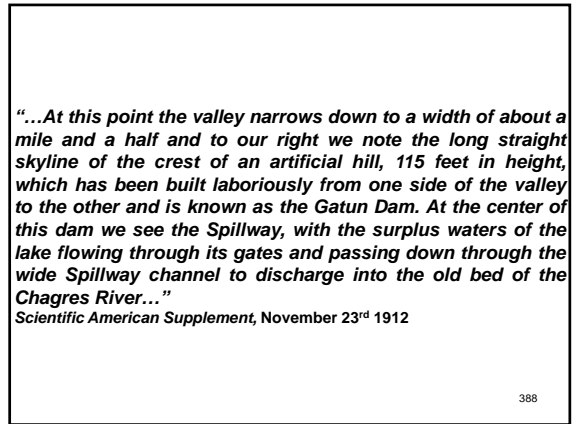 “…At this point the valley narrows down to a width of about a
mile and a half and to our right we note the long straight
skyline of the crest of an artificial hill, 115 feet in height,
which has been built laboriously from one side of the valley
to the other and is known as the Gatun Dam. At the center of
this dam we see the Spillway, with the surplus waters of the
lake flowing through its gates and passing down through the
wide Spillway channel to discharge into the old bed of the
Chagres River…”
Scientific American Supplement, November 23rd 1912
388